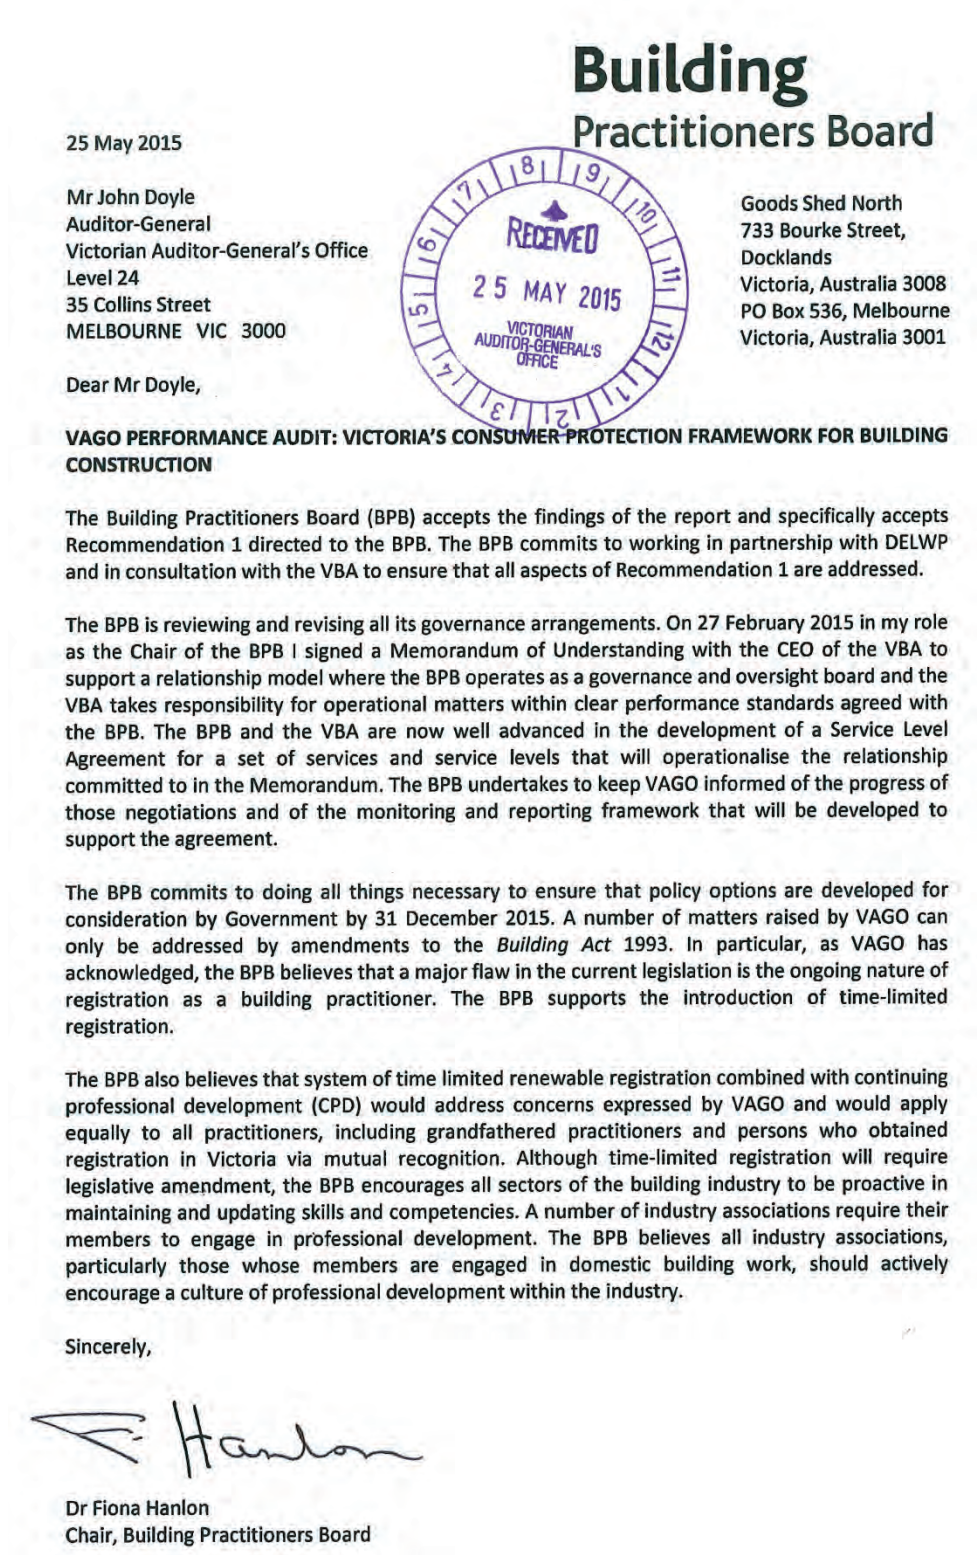 Building
Practitioners Board
25 May 2015
Mr John Doyle
Auditor-General
Victorian Auditor-General's Office
Level 24
35 Collins Street
MELBOURNE VIC 3000
8 9 10 11 12 1 2 3 4 5 6 7
RECEIVED
25 MAY 2015
VICTORIAN
AUDITOR-GENERAL'S
OFFICE
Goods Shed North
733 Bourke Street,
Docklands
Victoria, Australia 3008
PO Box 536, Melbourne
Victoria, Australia 3001
Dear Mr Doyle,
VAGO PERFORMANCE AUDIT: VICTORIA'S CONSUMER PROTECTION FRAMEWORK FOR BUILDING
CONSTRUCTION
The Building Practitioners Board (BPB) accepts the findings of the report and specifically accepts
Recommendation 1 directed to the BPB. The BPB commits to working in partnership with DELWP
and in consultation with the VBA to ensure that all aspects of Recommendation 1 are addressed.
The BPB is reviewing and revising all its governance arrangements. On 27 February 2015 in my role
as the Chair of the BPB I signed a Memorandum of Understanding with the CEO of the VBA to
support a relationship model where the BPB operates as a governance and oversight board and the
VBA takes responsibility for operational matters within clear performance standards agreed with
the BPB. The BPB and the VBA are now well advanced in the development of a Service Level
Agreement for a set of services and service levels that will operationalise the relationship
committed to in the Memorandum. The BPB undertakes to keep VAGO informed of the progress of
those negotiations and of the monitoring and reporting framework that will be developed to
support the agreement.
The BPB commits to doing all things necessary to ensure that policy options are developed for
consideration by Government by 31 December 2015. A number of matters raised by VAGO can
only be addressed by amendments to the Building Act 1993. In particular, as VAGO has
acknowledged, the BPB believes that a major flaw in the current legislation is the ongoing nature of
registration as a building practitioner. The BPB supports the introduction of time-limited
registration.
The BPB also believes that system of time limited renewable registration combined with continuing
professional development (CPD) would address concerns expressed by VAGO and would apply
equally to all practitioners, including grandfathered practitioners and persons who obtained
registration in Victoria via mutual recognition. Although time-limited registration will require
legislative amendment, the BPB encourages all sectors of the building industry to be proactive in
maintaining and updating skills and competencies. A number of industry associations require their
members to engage in professional development. The BPB believes all industry associations,
particularly those whose members are engaged in domestic building work, should actively
encourage a culture of professional development within the industry.
Sincerely,
F. Hanlon
Dr Fiona Hanlon
Chair, Building Practitioners Board